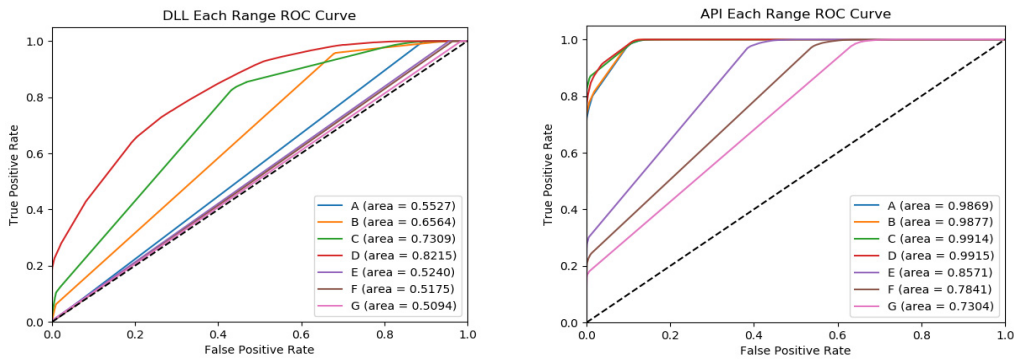 DLL Each Range ROC Curve
True Positive Rate
1.0
0.8
0.6
0.4
0.2
0.0
A (area = 0.5527)
B (area = 0.6564)
C (area = 0.7309)
D (area = 0.8215)
E (area = 0.5240)
F (area = 0.5175)
G (area = 0.5094)
0.0 0.2 0.4 0.6 0.8 1.0
False Positive Rate
API Each Range ROC Curve
True Positive Rate
1.0
0.8
0.6
0.4
0.2
0.0
A (area = 0.9869)
B (area = 0.9877)
C (area = 0.9914)
D (area = 0.9915)
E (area = 0.8571)
F (area = 0.7841)
G (area = 0.7304)
0.0 0.2 0.4 0.6 0.8 1.0
False Positive Rate